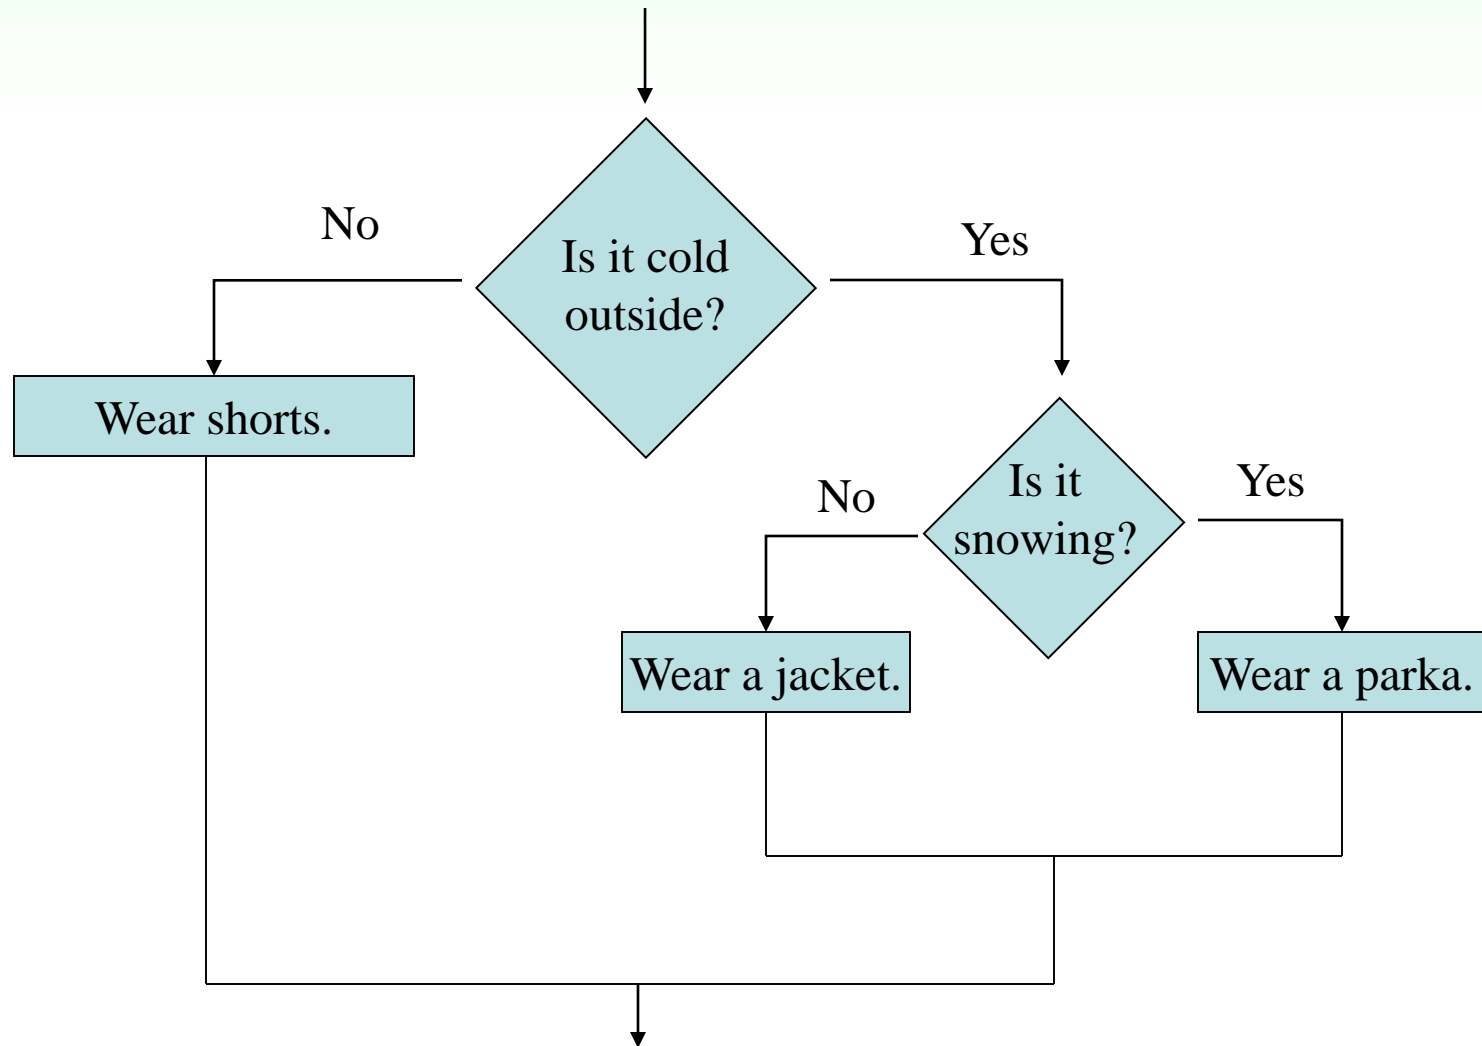 No
Yes
Is it cold
outside?
Wear shorts.
No
Is it
snowing?
Yes
Wear a jacket.
Wear a parka.